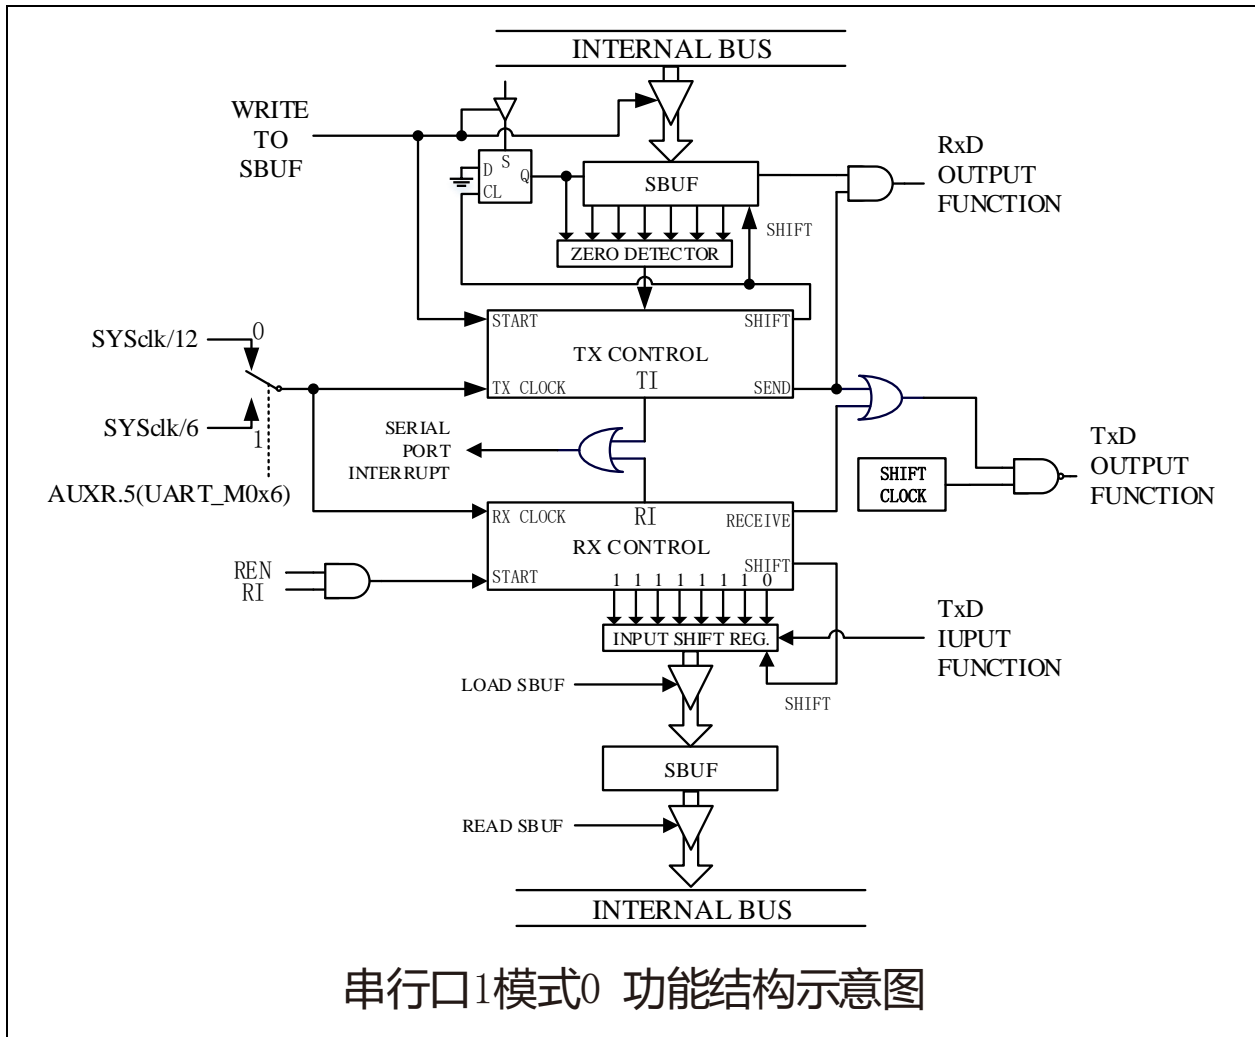 INTERNAL BUS
WRITE
TO
SBUF
D
S
Q
CL
SBUF
RxD
OUTPUT
FUNCTION
SHIFT
ZERO DETECTOR
START
SHIFT
TX CONTROL
TI
TX CLOCK
SEND
SYSclk/12
0
SYSclk/6
1
AUXR.5(UART_M0x6)
SERIAL
PORT
INTERRUPT
SHIFT
CLOCK
TxD
OUTPUT
FUNCTION
RX CLOCK
RI
RECEIVE
RX CONTROL
SHIFT
START
1 1 1 1 1 1 1 0
REN
RI
INPUT SHIFT REG.
TxD
IUPUT
FUNCTION
LOAD SBUF
SHIFT
SBUF
READ SBUF
INTERNAL BUS
串行口1模式0 功能结构示意图